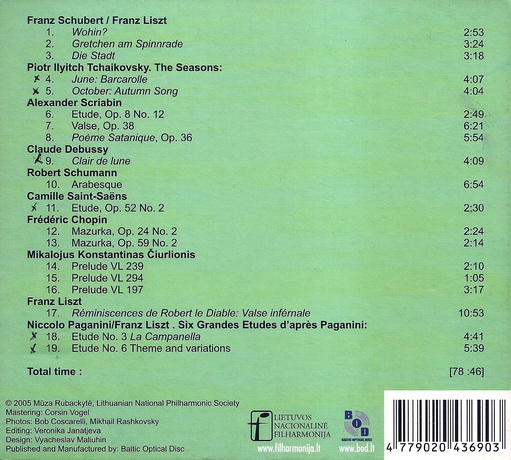 Franz Schubert / Franz Liszt
1. Wohin? 2:53
2. Gretchen am Spinnrade 3:24
3. Die Stadt 3:18
Piotr Ilyitch Tchaikovsky. The Seasons:
4. June: Barcarolle 4:07
5. October: Autumn Song 4:04
Alexander Scriabin
6. Etude, Op. 8 No. 12 2:49
7. Valse, Op. 38 6:21
8. Poème Satanique, Op. 36 5:54
Claude Debussy
9. Clair de lune 4:09
Robert Schumann
10. Arabesque 6:54
Camille Saint-Saëns
11. Etude, Op. 52 No. 2 2;30
Frédéric Chopin
12. Mazurka, Op. 24 No. 2 2:24
13. Mazurka, Op. 59 No. 2 2:14
Mikalojus Konstantinas Čiurlionis
14. Prelude VL 239 2:10
15. Prelude VL 294 1:05
16. Prelude VL 197 3:17
Franz Liszt
17. Réminiscences de Robert le Diable: Valse inférnale 10:53
Niccolo Paganini/Franz Liszt . Six Grandes Etudes d'après Paganini:
18. Etude No. 3 La Campanella 4:41
19. Etude No. 6 Theme and variations 5:39
Total time : [78 :46]
© 2005 Mūza Rubackytė, Lithuanian National Philharmonic Society
Mastering: Corsin Vogel
Photos: Bob Coscarelli, Mikhail Rashkovsky
Editing: Veronika Janatjeva
Design: Vyacheslav Maliuhin
Published and Manufactured by: Baltic Optical Disc
LIETUVOS
NACIONALINĖ
FILHARMONIJA
www.filharmonija.lt
BOD
BALTIC OPTICAL DISC
www.bod.lt
4 779020 436903